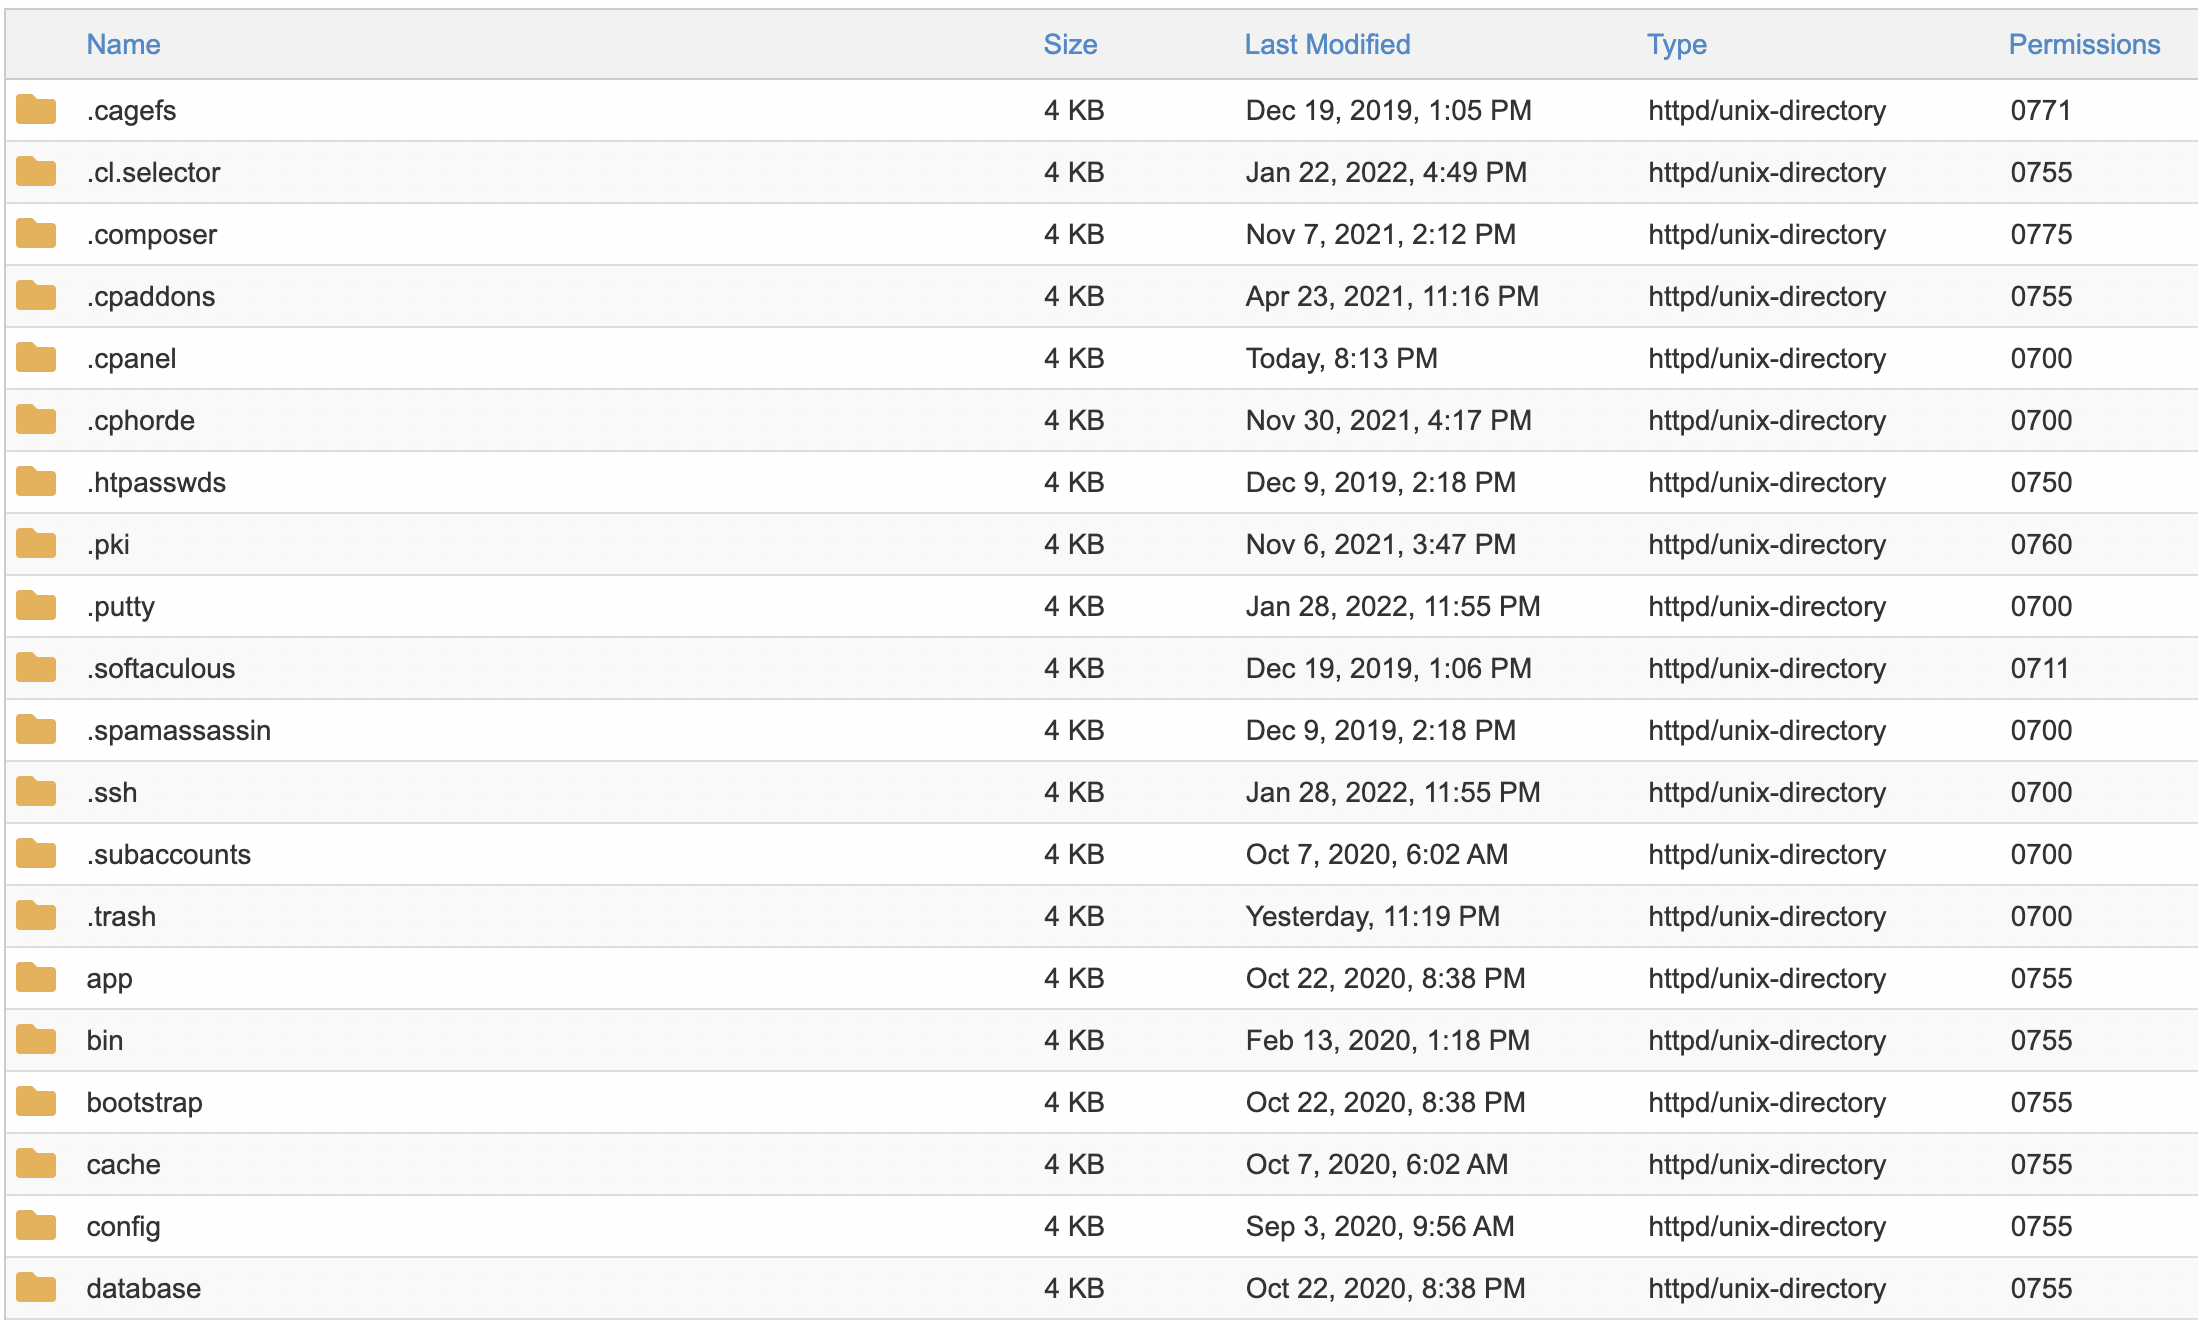 Name Size Last Modified Type Permissions
.cagefs 4 KB Dec 19, 2019, 1:05 PM httpd/unix-directory 0771
.cl.selector 4 KB Jan 22, 2022, 4:49 PM httpd/unix-directory 0755
.composer 4 KB Nov 7, 2021, 2:12 PM httpd/unix-directory 0775
.cpaddons 4 KB Apr 23, 2021, 11:16 PM httpd/unix-directory 0755
.cpanel 4 KB Today, 8:13 PM httpd/unix-directory 0700
.cphorde 4 KB Nov 30, 2021, 4:17 PM httpd/unix-directory 0700
.htpasswds 4 KB Dec 9, 2019, 2:18 PM httpd/unix-directory 0750
.pki 4 KB Nov 6, 2021, 3:47 PM httpd/unix-directory 0760
.putty 4 KB Jan 28, 2022, 11:55 PM httpd/unix-directory 0700
.softaculous 4 KB Dec 19, 2019, 1:06 PM httpd/unix-directory 0711
.spamassassin 4 KB Dec 9, 2019, 2:18 PM httpd/unix-directory 0700
.ssh 4 KB Jan 28, 2022, 11:55 PM httpd/unix-directory 0700
.subaccounts 4 KB Oct 7, 2020, 6:02 AM httpd/unix-directory 0700
.trash 4 KB Yesterday, 11:19 PM httpd/unix-directory 0700
app 4 KB Oct 22, 2020, 8:38 PM httpd/unix-directory 0755
bin 4 KB Feb 13, 2020, 1:18 PM httpd/unix-directory 0755
bootstrap 4 KB Oct 22, 2020, 8:38 PM httpd/unix-directory 0755
cache 4 KB Oct 7, 2020, 6:02 AM httpd/unix-directory 0755
config 4 KB Sep 3, 2020, 9:56 AM httpd/unix-directory 0755
database 4 KB Oct 22, 2020, 8:38 PM httpd/unix-directory 0755